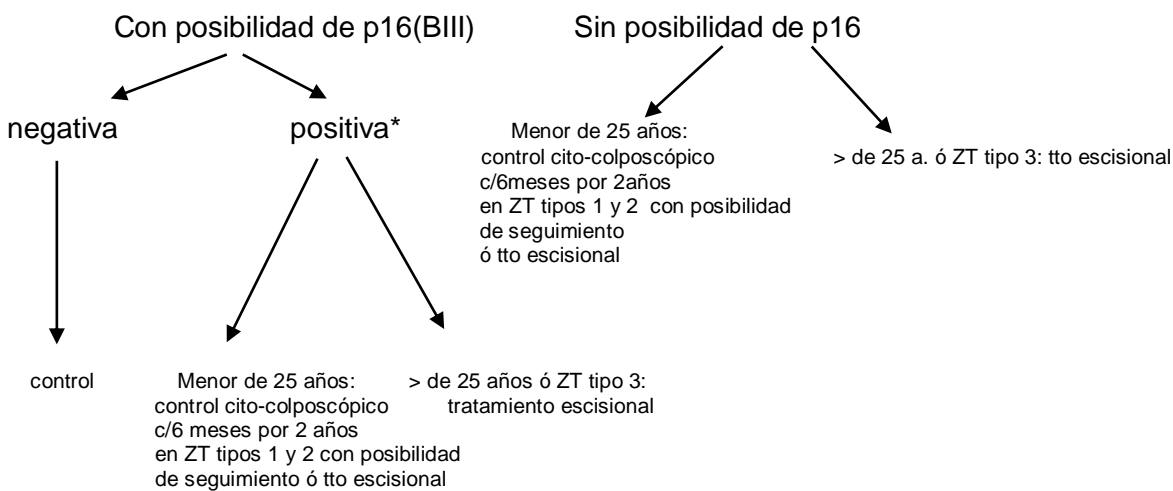 Con posibilidad de p16(BIII)
Sin posibilidad de p16
negativa
positiva*
Menor de 25 años:
control cito-colposcópico
c/6meses por 2años
en ZT tipos 1 y 2 con posibilidad
de seguimiento
ó tto escisional
> de 25 a. ó ZT tipo 3: tto escisional
control
Menor de 25 años:
control cito-colposcópico
c/6 meses por 2 años
en ZT tipos 1 y 2 con posibilidad
de seguimiento ó tto escisional
> de 25 años ó ZT tipo 3:
tratamiento escisional